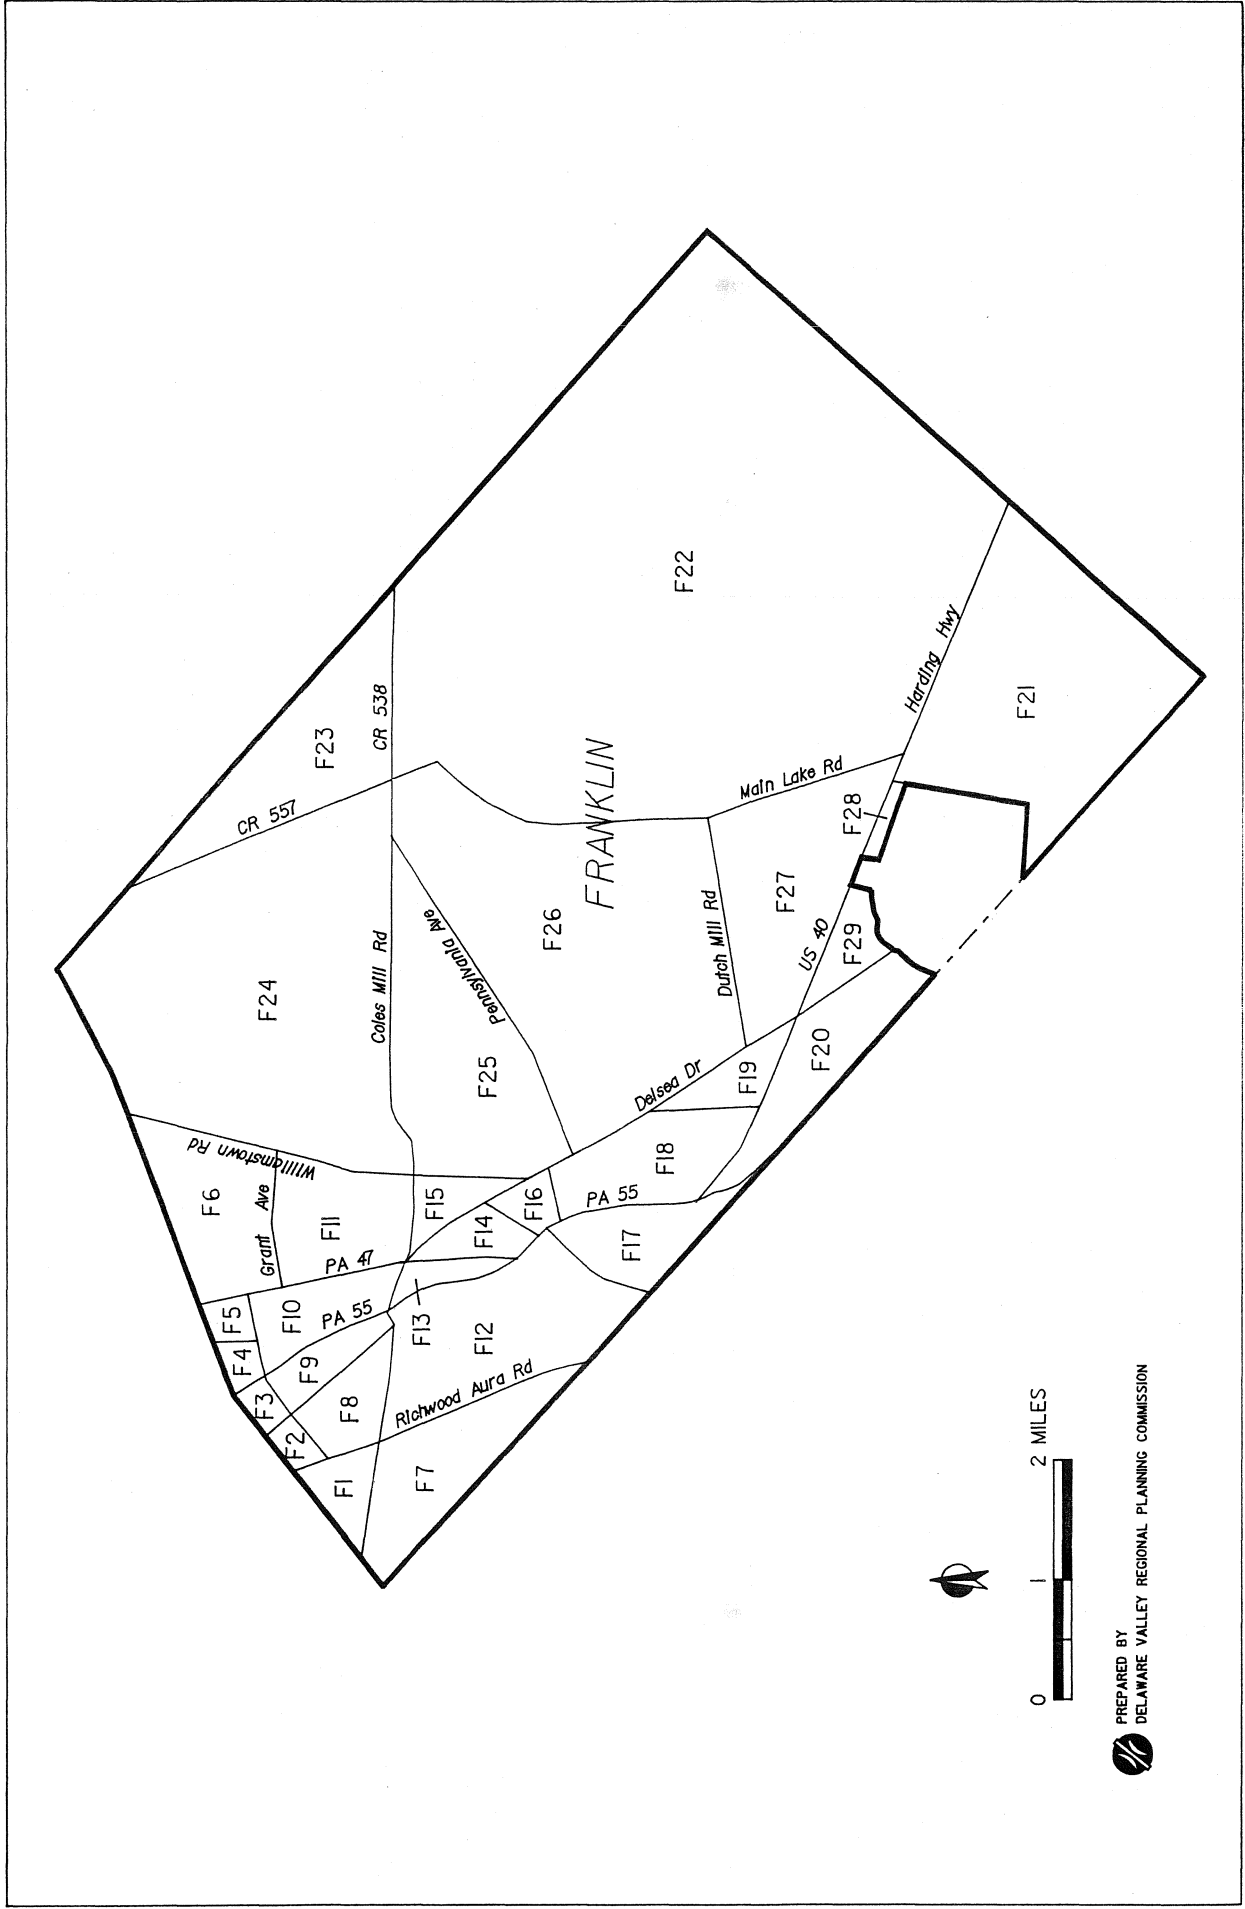 F1
F2
F3
F4
F5
F6
F7
F8
F9
F10
F11
F12
F13
F14
F15
F16
F17
F18
F19
F20
F21
F22
F23
F24
F25
F26
F27
F28
F29
FRANKLIN
CR 557
CR 538
Coles Mill Rd
Pennsylvania Ave
Williamstown Rd
Grant Ave
PA 47
PA 55
PA 55
Richwood Aura Rd
Delsea Dr
Dutch Mill Rd
Main Lake Rd
US 40
Harding Hwy
0 1 2 MILES
PREPARED BY
DELAWARE VALLEY REGIONAL PLANNING COMMISSION